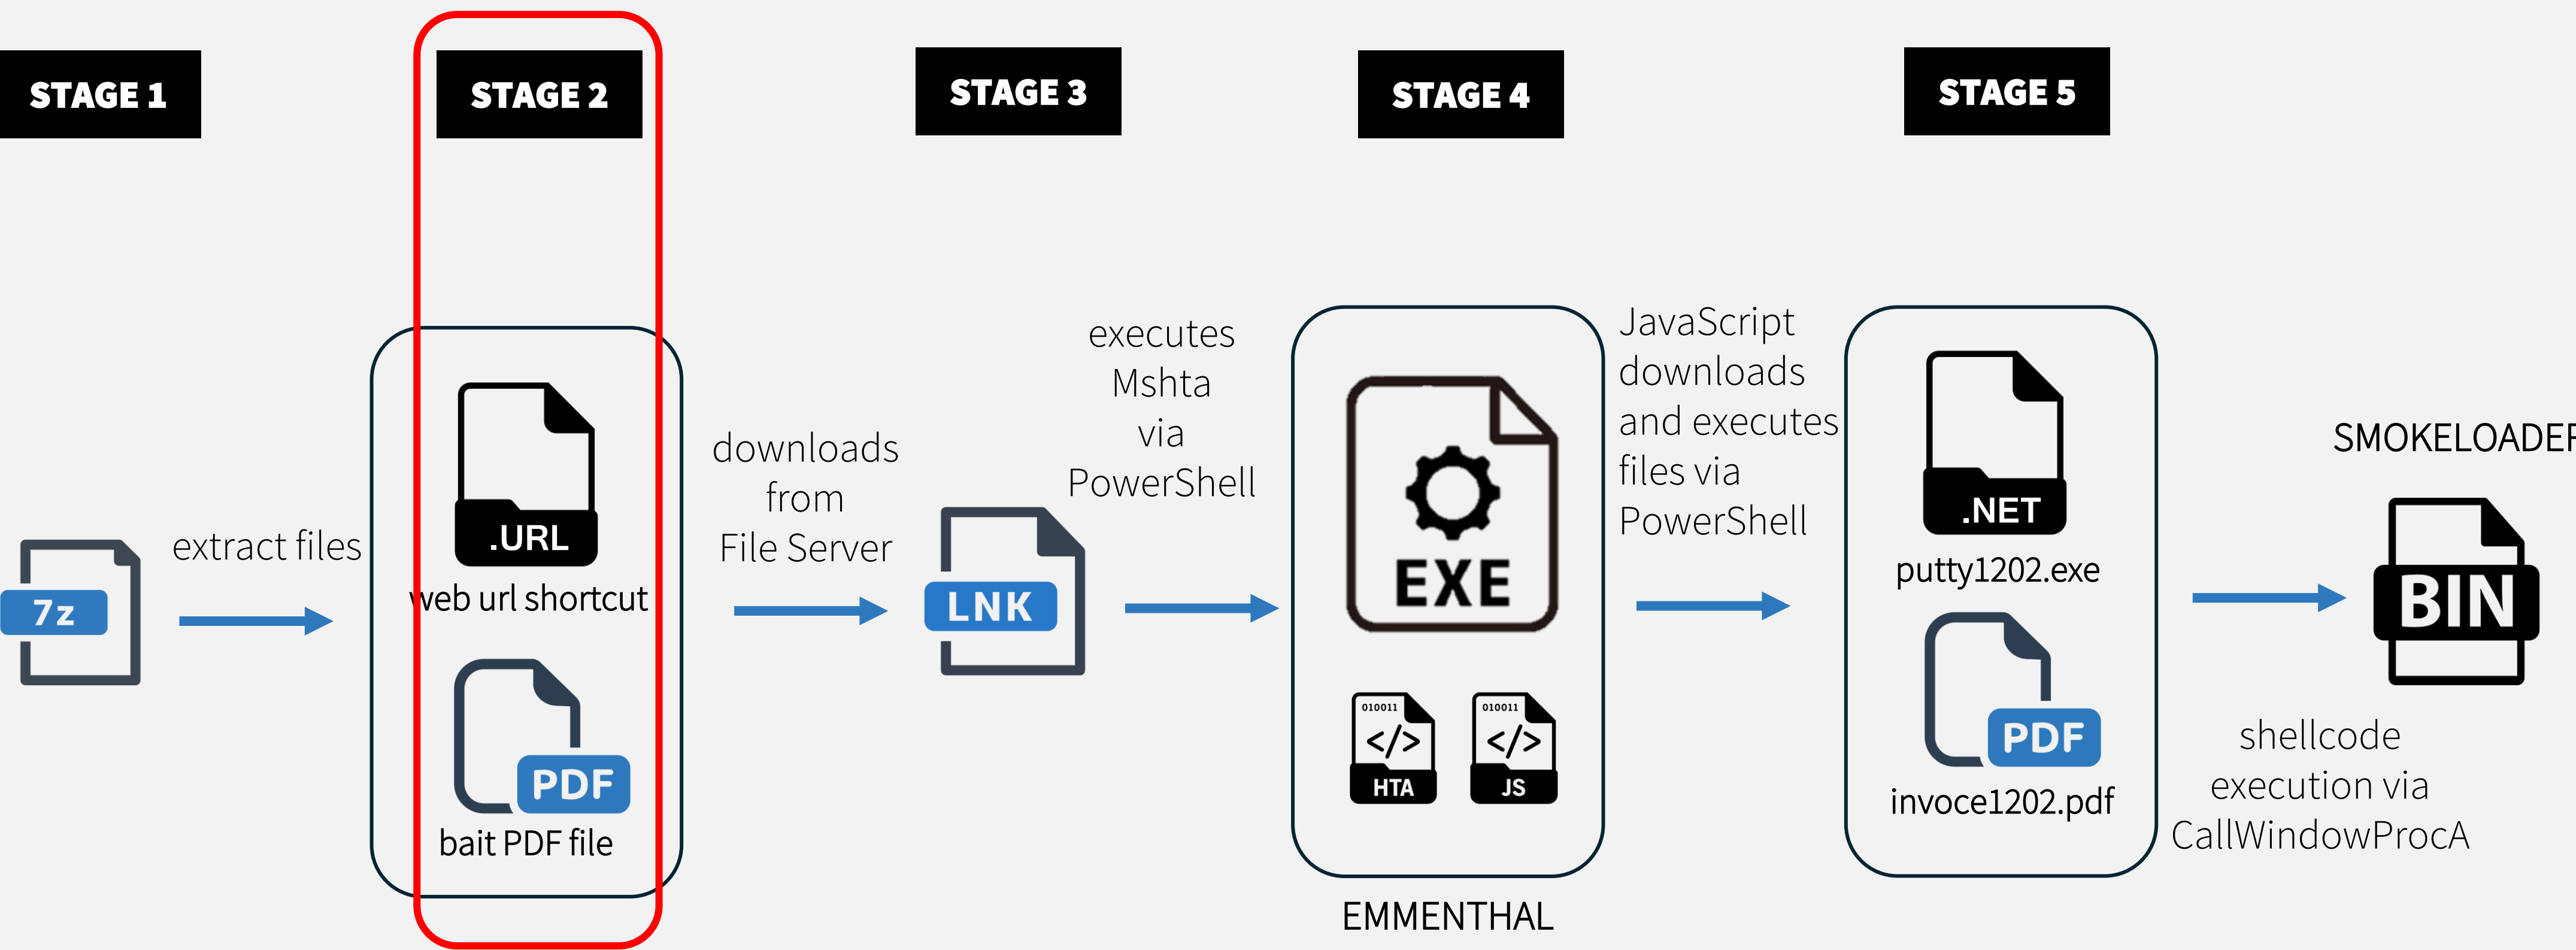 STAGE 1
STAGE 2
STAGE 3
STAGE 4
STAGE 5
7z
extract files
.URL
web url shortcut
PDF
bait PDF file
downloads
from
File Server
LNK
executes
Mshta
via
PowerShell
EXE
010011
</>
HTA
010011
</>
JS
EMMENTHAL
JavaScript
downloads
and executes
files via
PowerShell
.NET
putty1202.exe
PDF
invoce1202.pdf
SMOKELOADER
BIN
shellcode
execution via
CallWindowProcA